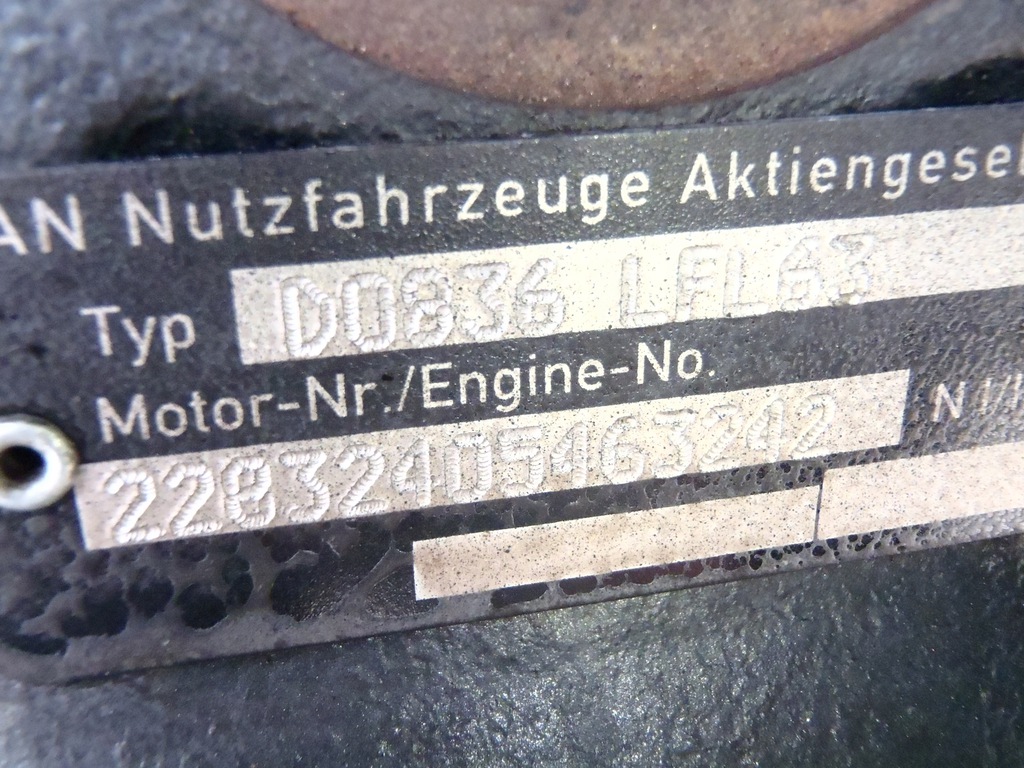 AN Nutzfahrzeuge Aktiengesel
Typ D0836 LFL63
Motor-Nr./Engine-No.
22832405463242 N I/